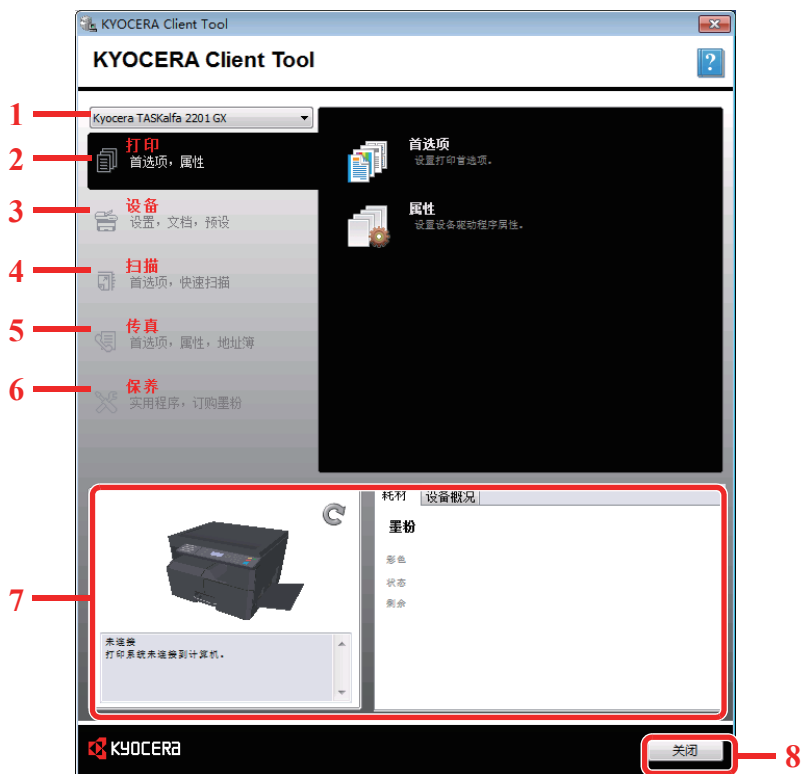 KYOCERA Client Tool
KYOCERA Client Tool
?
1
Kyocera TASKalfa 2201 GX
2
打印
首选项，属性
3
设备
设置，文档，预设
4
扫描
首选项，快速扫描
5
传真
首选项，属性，地址簿
6
保养
实用程序，订购墨粉
首选项
设置打印首选项。
属性
设置设备驱动程序属性。
7
未连接
打印系统未连接到计算机。
耗材
设备概况
墨粉
彩色
状态
剩余
KYOCERA
关闭
8